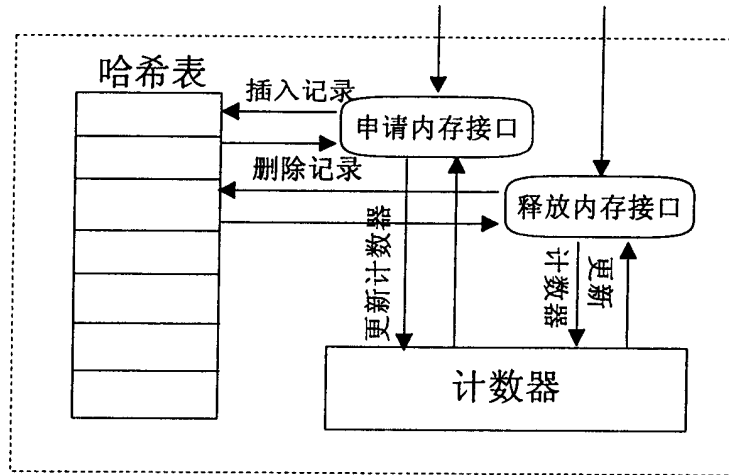 哈希表
插入记录
申请内存接口
删除记录
释放内存接口
更新计数器
更新
计数器
计数器